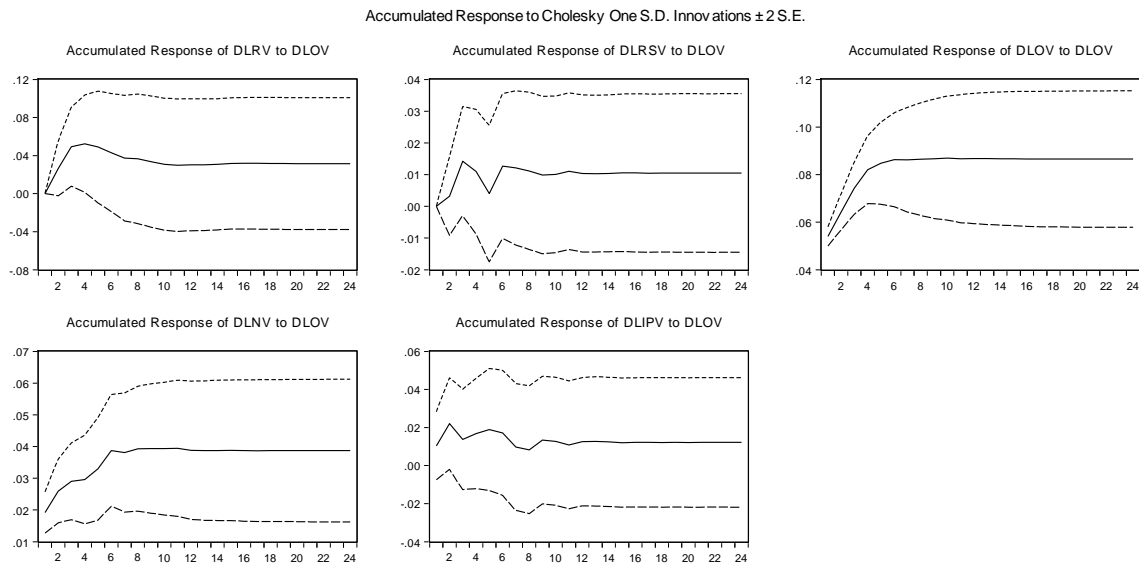 Accumulated Response to Cholesky One S.D. Innovations ± 2 S.E.
Accumulated Response of DLRV to DLOV
.12
.08
.04
.00
-.04
-.08
2 4 6 8 10 12 14 16 18 20 22 24
Accumulated Response of DLRSV to DLOV
.04
.03
.02
.01
.00
-.01
-.02
2 4 6 8 10 12 14 16 18 20 22 24
Accumulated Response of DLOV to DLOV
.12
.10
.08
.06
.04
2 4 6 8 10 12 14 16 18 20 22 24
Accumulated Response of DLNV to DLOV
.07
.06
.05
.04
.03
.02
.01
2 4 6 8 10 12 14 16 18 20 22 24
Accumulated Response of DLIPV to DLOV
.06
.04
.02
.00
-.02
-.04
2 4 6 8 10 12 14 16 18 20 22 24